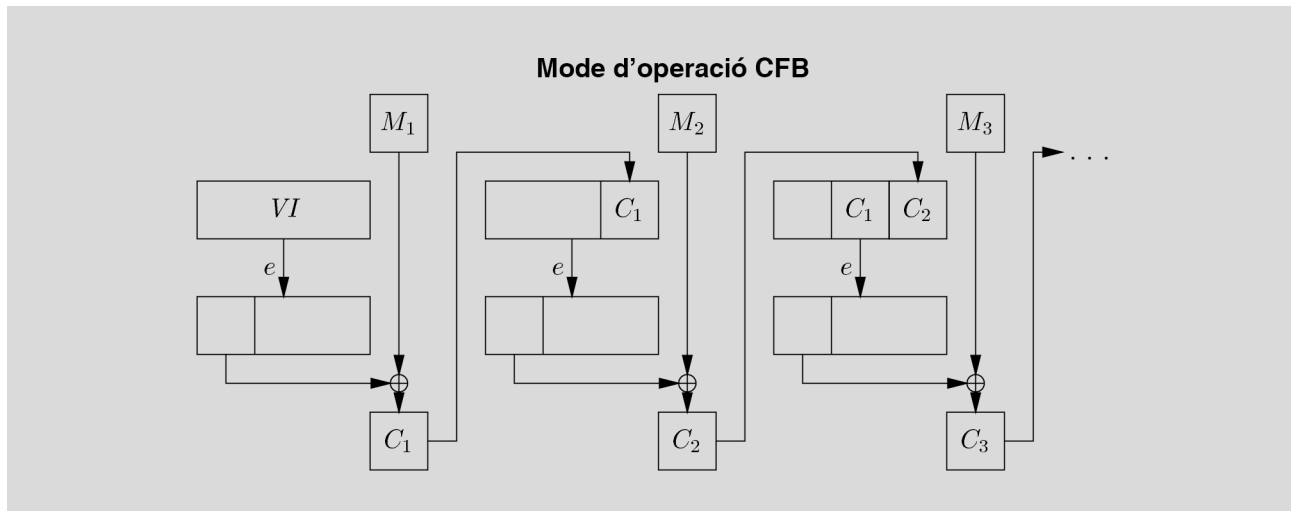 Mode d'operació CFB
M₁ M₂ M₃
. . .
VI C₁ C₁ C₂
e e e
C₁ C₂ C₃